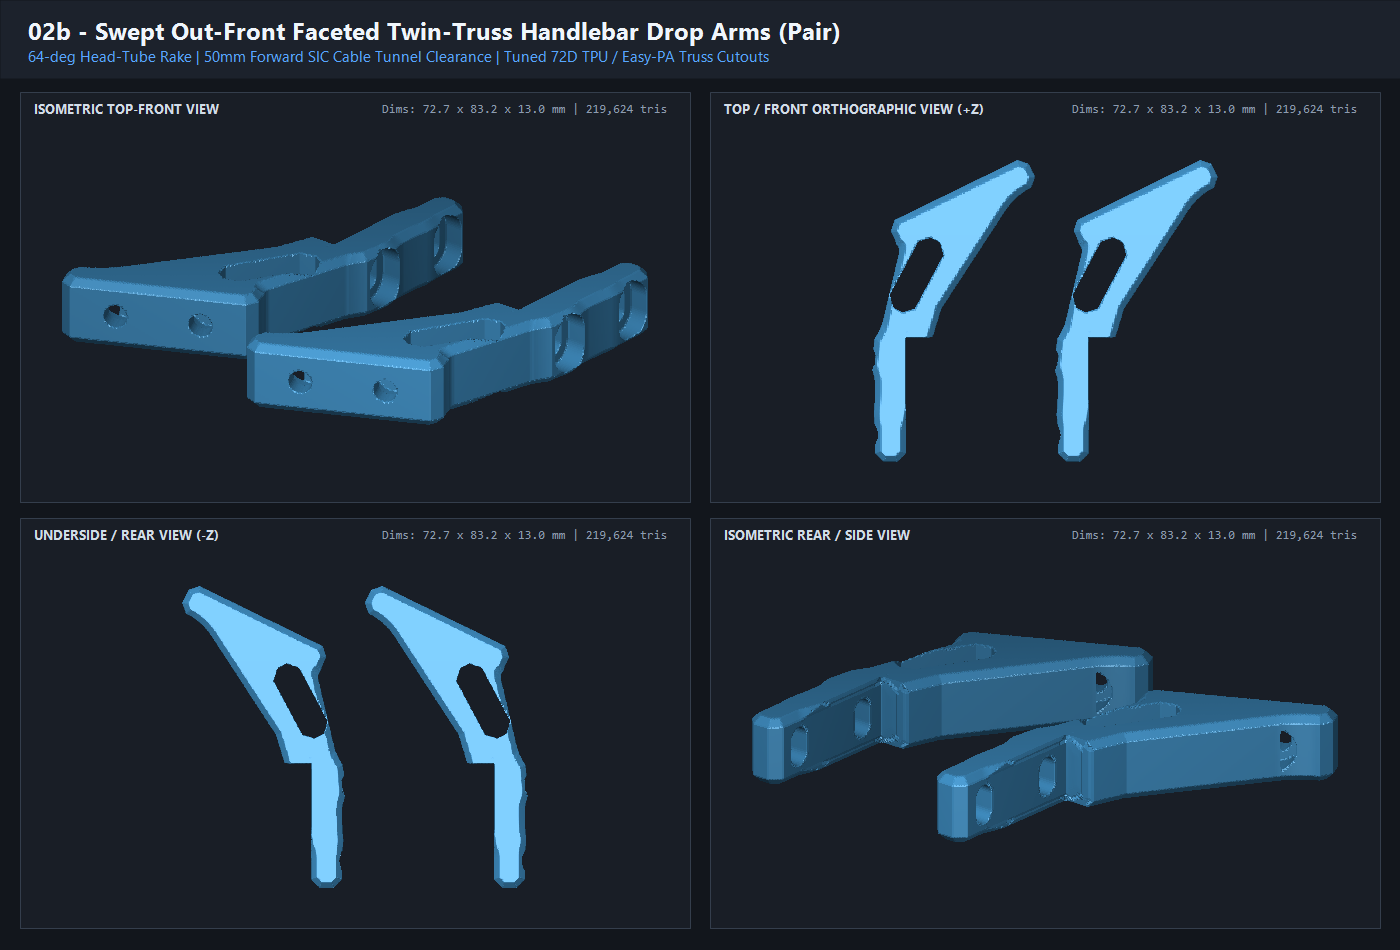 02b - Swept Out-Front Faceted Twin-Truss Handlebar Drop Arms (Pair)
64-deg Head-Tube Rake | 50mm Forward SIC Cable Tunnel Clearance | Tuned 72D TPU / Easy-PA Truss Cutouts
ISOMETRIC TOP-FRONT VIEW
Dims: 72.7 x 83.2 x 13.0 mm | 219,624 tris
TOP / FRONT ORTHOGRAPHIC VIEW (+Z)
Dims: 72.7 x 83.2 x 13.0 mm | 219,624 tris
UNDERSIDE / REAR VIEW (-Z)
Dims: 72.7 x 83.2 x 13.0 mm | 219,624 tris
ISOMETRIC REAR / SIDE VIEW
Dims: 72.7 x 83.2 x 13.0 mm | 219,624 tris